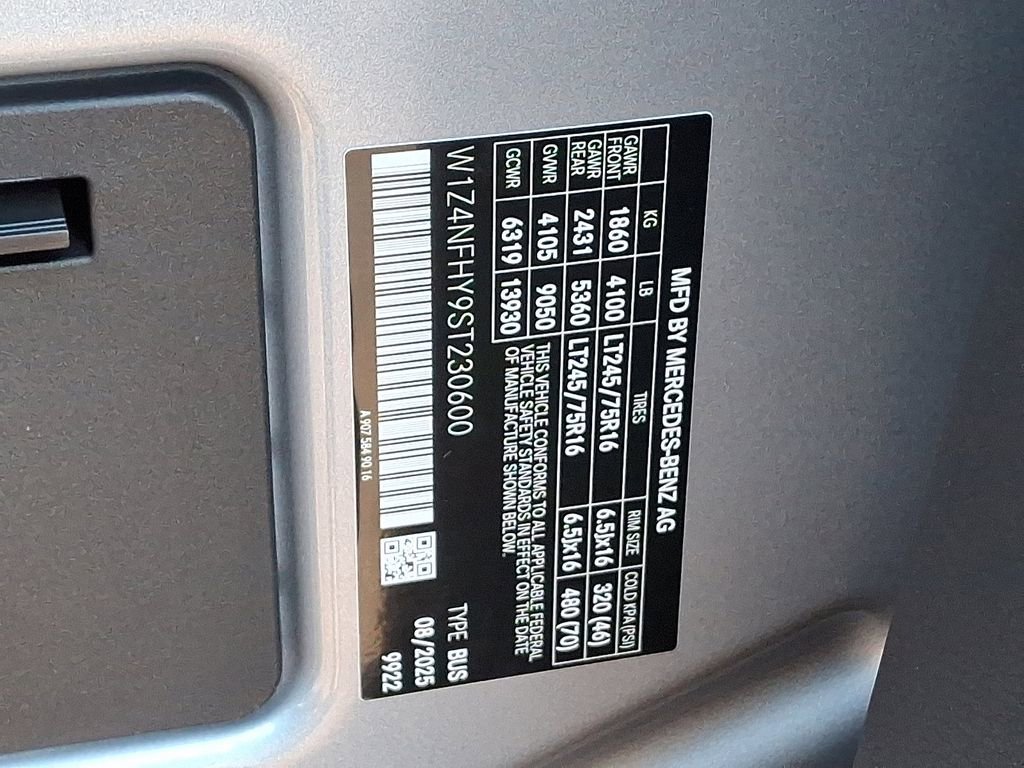 MFD BY MERCEDES-BENZ AG
KG LB TIRES RIM SIZE COLD KPA(PSI)
GAWR FRONT 1860 4100 LT245/75R16 6.5Jx16 320 (46)
GAWR REAR 2431 5360 LT245/75R16 6.5Jx16 480 (70)
GVWR 4105 9050
GCWR 6319 13930
THIS VEHICLE CONFORMS TO ALL APPLICABLE FEDERAL
VEHICLE SAFETY STANDARDS IN EFFECT ON THE DATE
OF MANUFACTURE SHOWN BELOW.
W1Z4NFHY9ST230600
TYPE BUS
08/2025
9922
A 907 584 90 16